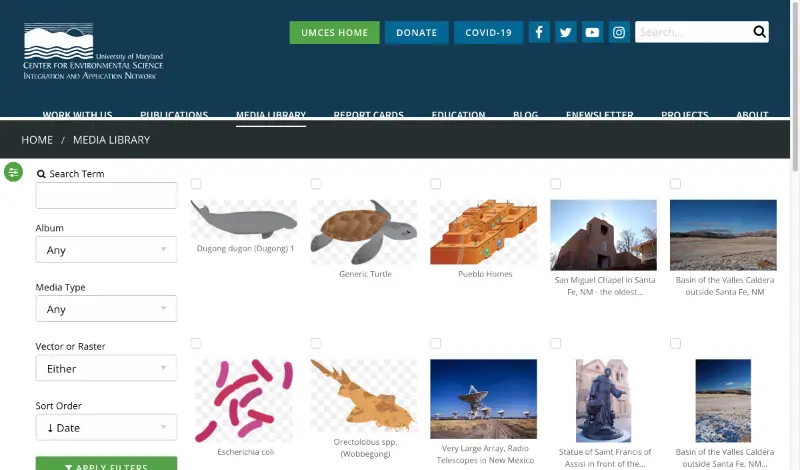 UMCES HOME
DONATE
COVID-19
Search...
University of Maryland
CENTER FOR ENVIRONMENTAL SCIENCE
INTEGRATION AND APPLICATION NETWORK
WORK WITH US
PUBLICATIONS
MEDIA LIBRARY
REPORT CARDS
EDUCATION
BLOG
ENEWSLETTER
PROJECTS
ABOUT
HOME / MEDIA LIBRARY
Search Term
Album
Any
Media Type
Any
Vector or Raster
Either
Sort Order
↓ Date
APPLY FILTERS
Dugong dugon (Dugong) 1
Generic Turtle
Pueblo Homes
San Miguel Chapel in Santa
Fe, NM - the oldest...
Basin of the Valles Caldera
outside Santa Fe, NM
Escherichia coli
Orectolobus spp.
(Wobbegong)
Very Large Array, Radio
Telescopes in New Mexico
Statue of Saint Francis of
Assisi in front of the...
Basin of the Valles Caldera
outside Santa Fe, NM